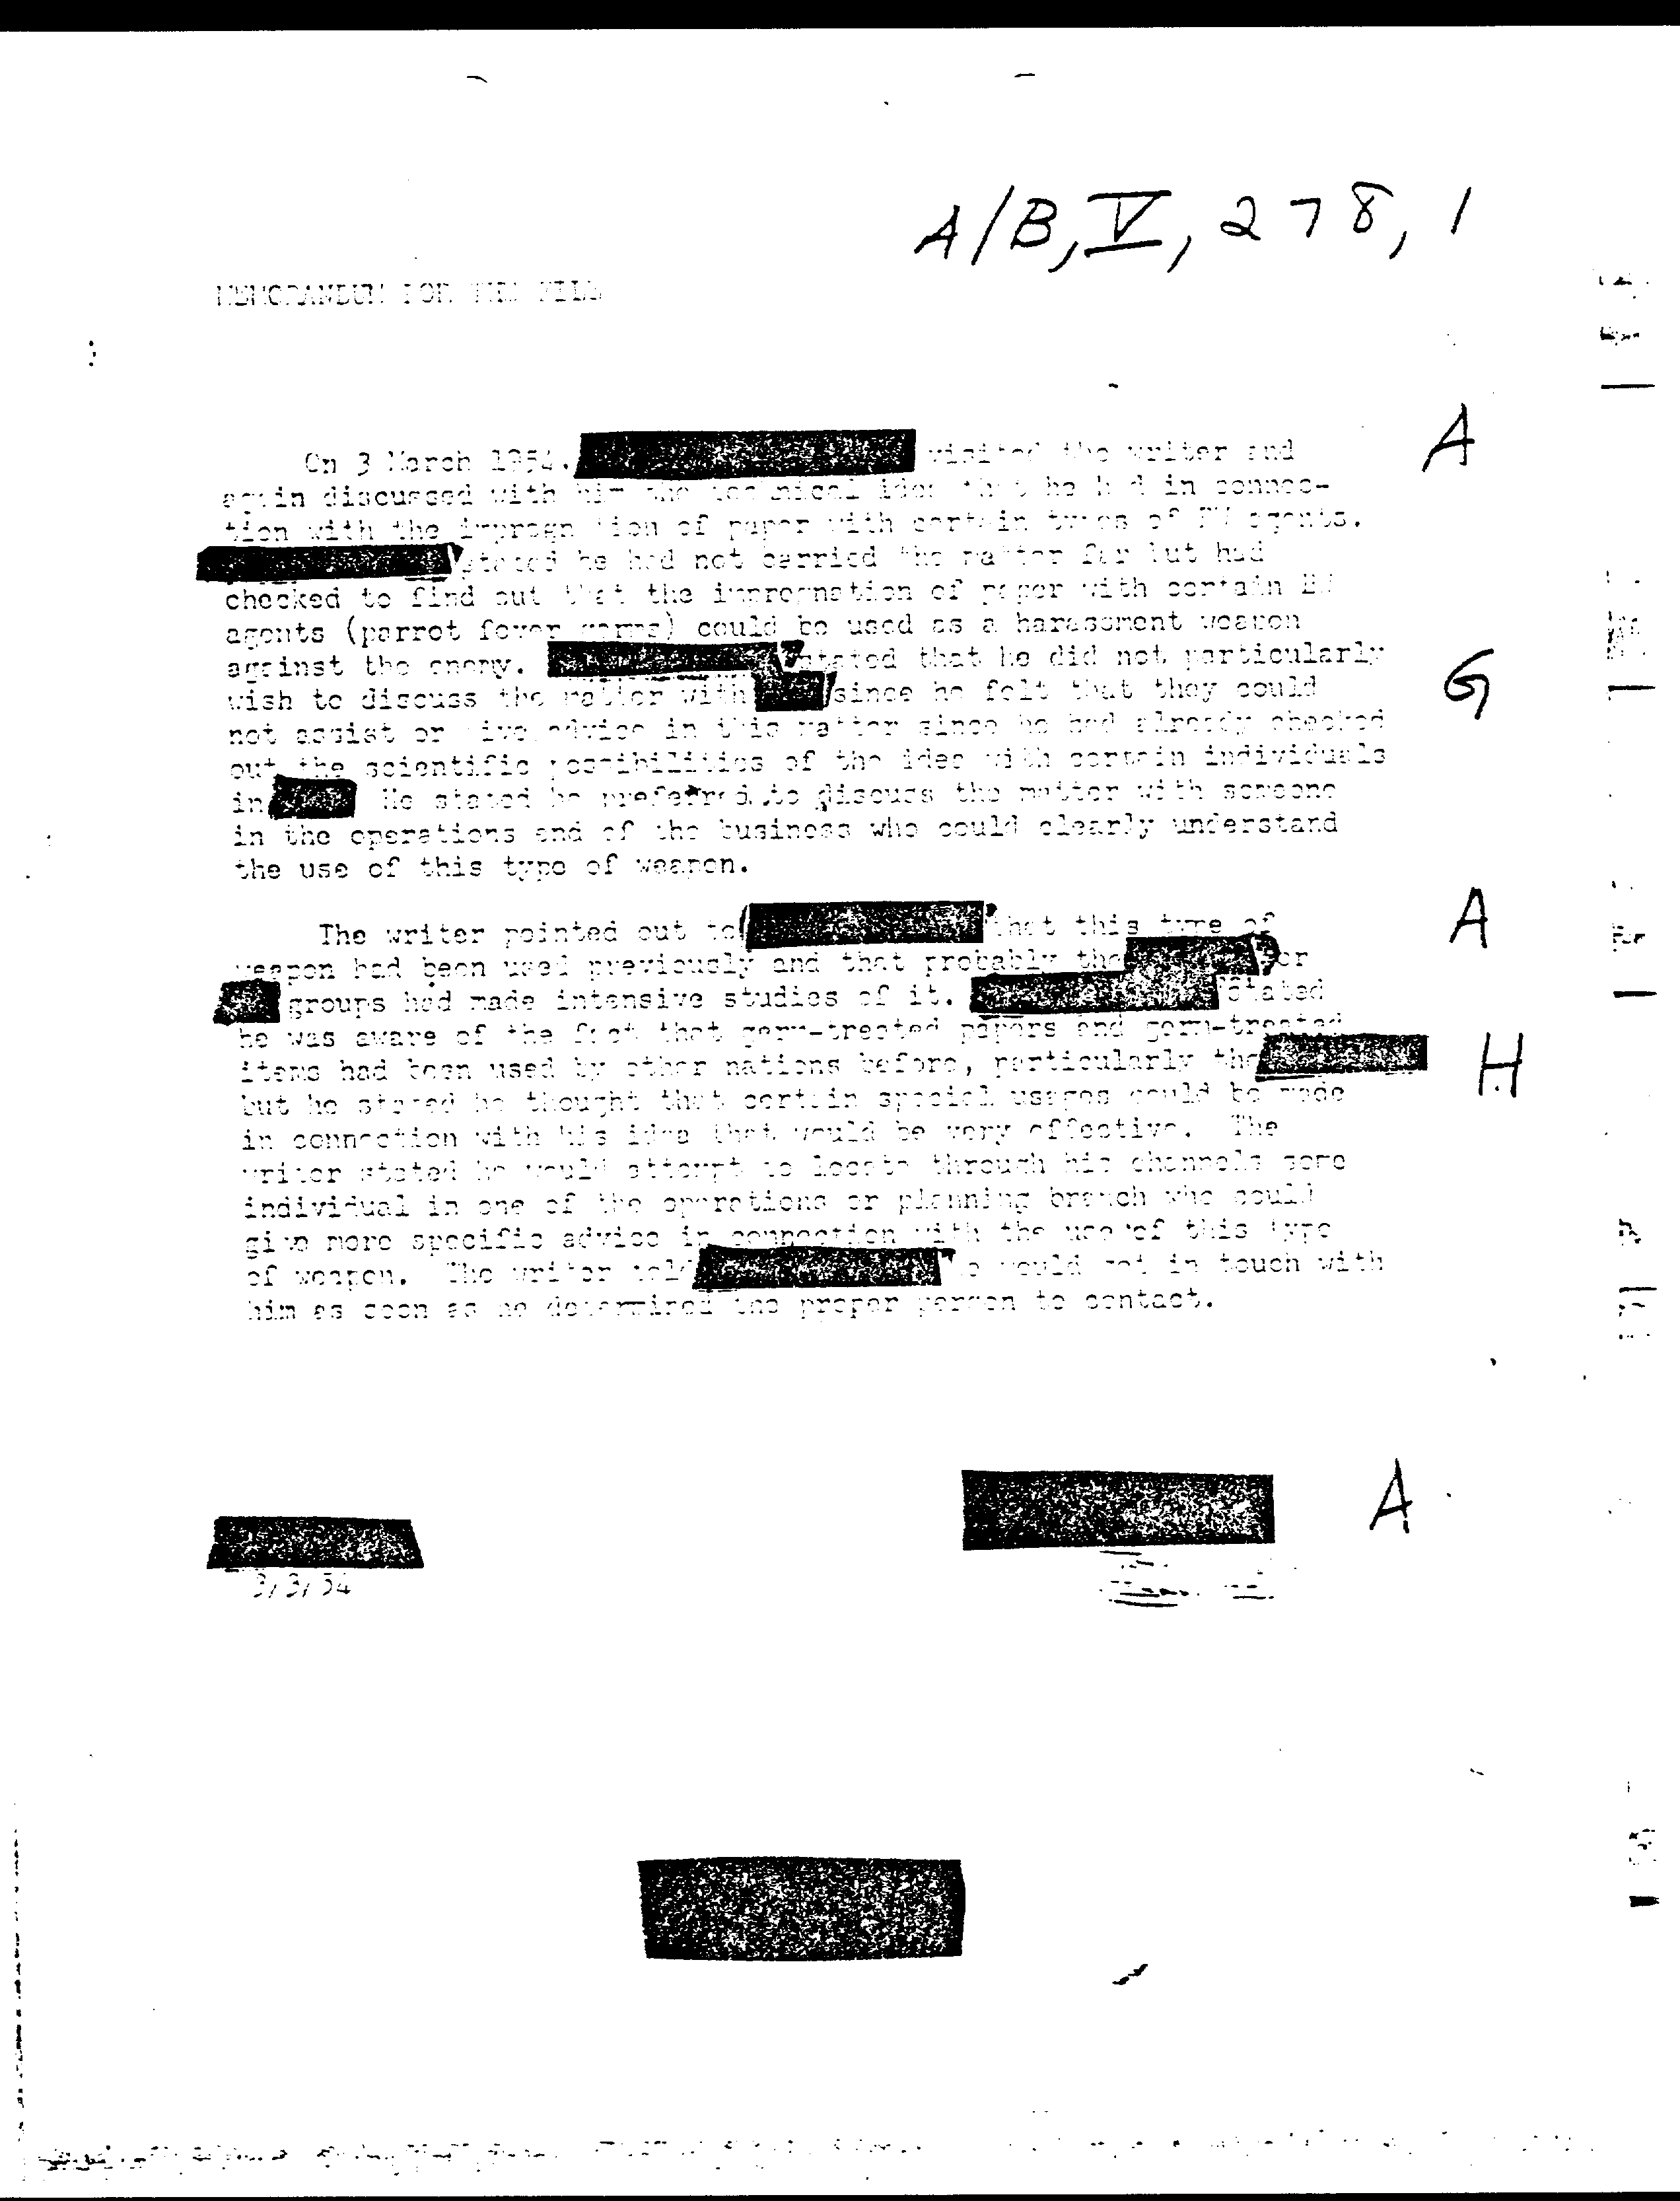 A/B, V, 278, 1
MEMORANDUM FOR THE FILE
On 3 March 1954, visited the writer and A
again discussed with him the technical idea that he had in connec-
tion with the impregnation of paper with certain types of BW agents.
stated he had not carried the matter far but had
checked to find out that the impregnation of paper with certain BW
agents (parrot fever germs) could be used as a harassment weapon
against the enemy. stated that he did not particularly
wish to discuss the matter with since he felt that they could G
not assist or give advice in this matter since he had already checked
out the scientific possibilities of the idea with certain individuals
in He stated he preferred to discuss the matter with someone
in the operations end of the business who could clearly understand
the use of this type of weapon.
The writer pointed out to that this type of A
weapon had been used previously and that probably the or
groups had made intensive studies of it. stated
he was aware of the fact that germ-treated papers and germ-treated
items had been used by other nations before, particularly the H
but he stated he thought that certain special usages could be made
in connection with his idea that would be very effective. The
writer stated he would attempt to locate through his channels some
individual in one of the operations or planning branch who could
give more specific advice in connection with the use of this type
of weapon. The writer told he would get in touch with
him as soon as he determined the proper person to contact.
A
3/3/54